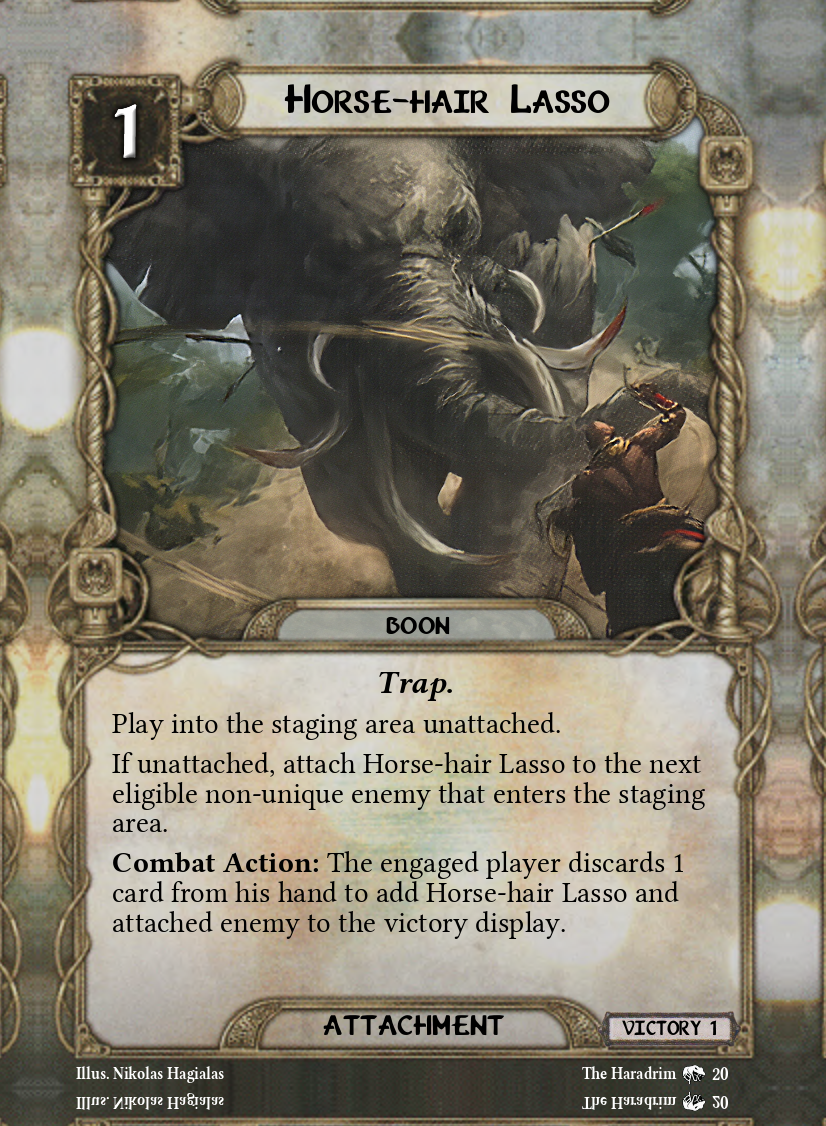 1
Horse-hair Lasso
BOON
Trap.
Play into the staging area unattached.
If unattached, attach Horse-hair Lasso to the next
eligible non-unique enemy that enters the staging
area.
Combat Action: The engaged player discards 1
card from his hand to add Horse-hair Lasso and
attached enemy to the victory display.
ATTACHMENT
VICTORY 1
Illus. Nikolas Hagialas
The Haradrim 20